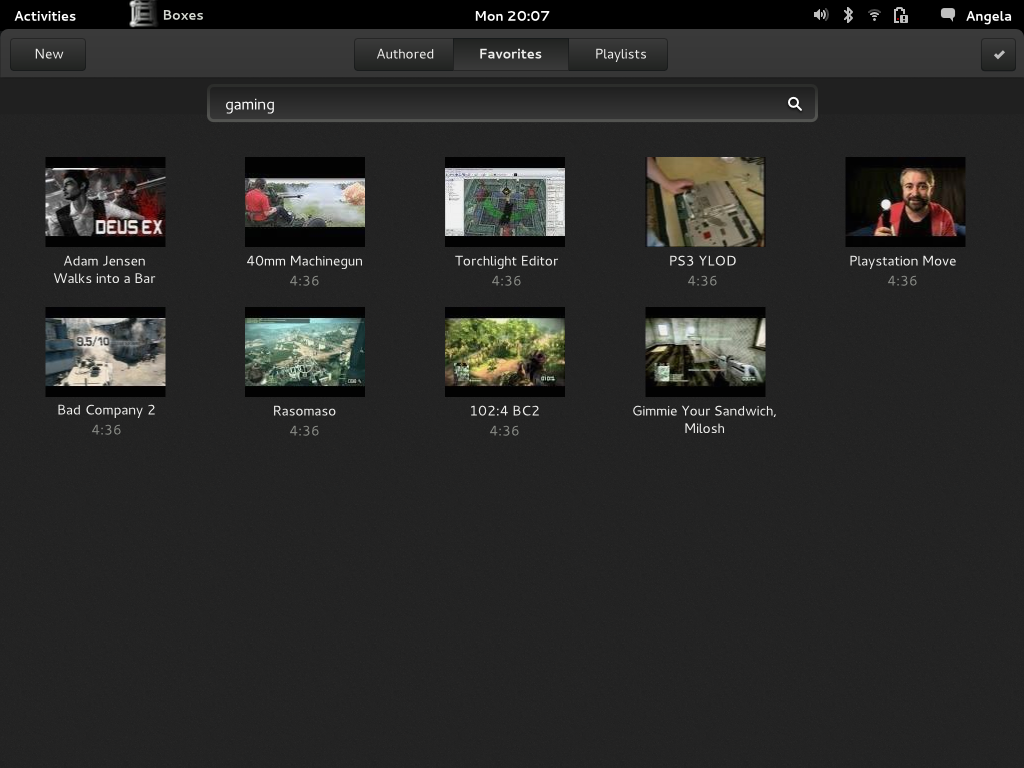 Activities
Boxes
Mon 20:07
Angela
New
Authored
Favorites
Playlists
gaming
DEUS EX
Adam Jensen
Walks into a Bar
40mm Machinegun
4:36
Torchlight Editor
4:36
PS3 YLOD
4:36
Playstation Move
4:36
9.5/10
Bad Company 2
4:36
Rasomaso
4:36
102:4 BC2
4:36
Gimmie Your Sandwich,
Milosh